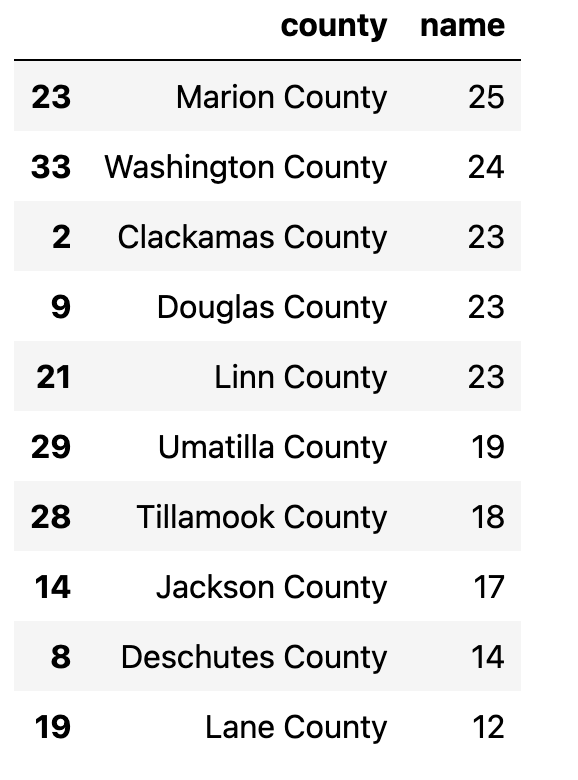 county name
23 Marion County 25
33 Washington County 24
2 Clackamas County 23
9 Douglas County 23
21 Linn County 23
29 Umatilla County 19
28 Tillamook County 18
14 Jackson County 17
8 Deschutes County 14
19 Lane County 12